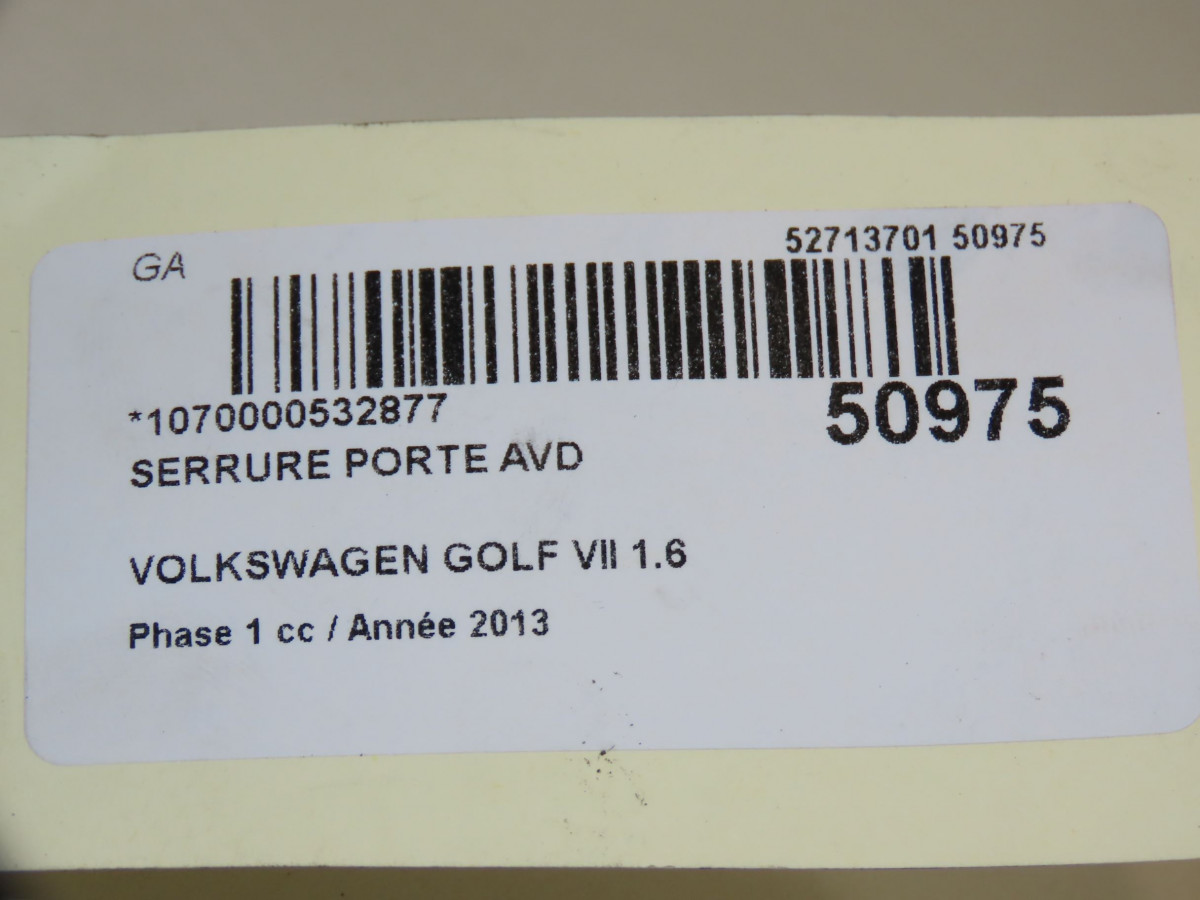 GA
52713701 50975
*1070000532877
50975
SERRURE PORTE AVD
VOLKSWAGEN GOLF VII 1.6
Phase 1 cc / Année 2013